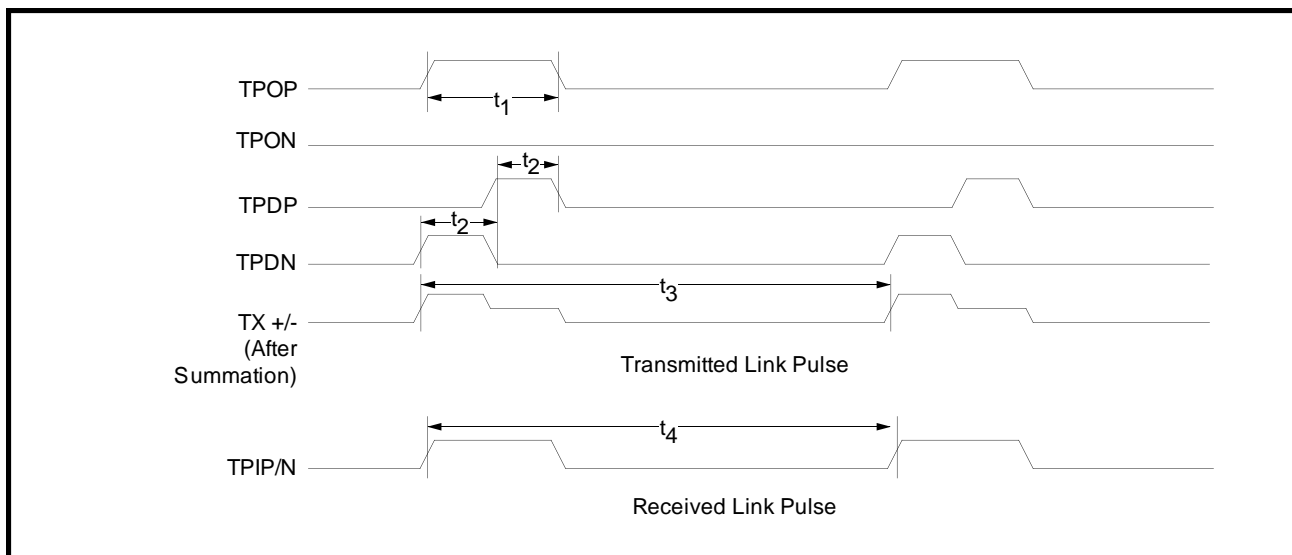 TPOP
t1
TPON
t2
TPDP
t2
TPDN
t3
TX +/-
(After
Summation)
Transmitted Link Pulse
t4
TPIP/N
Received Link Pulse